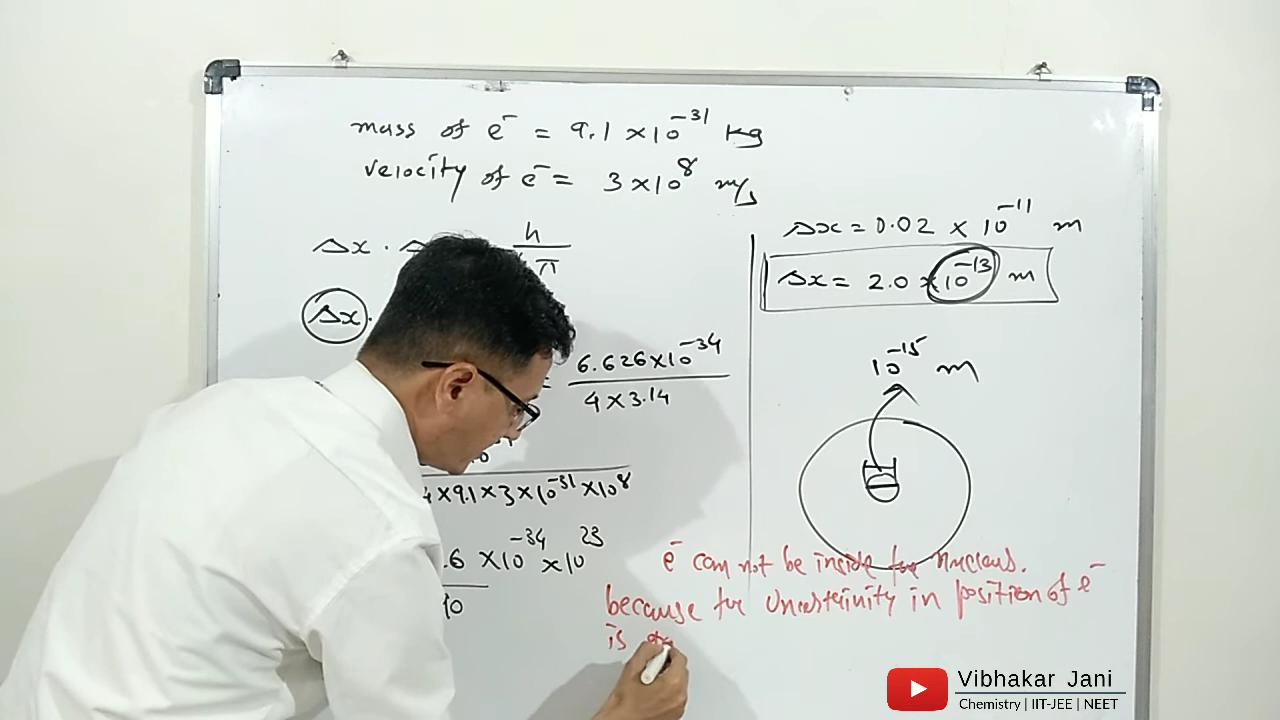 mass of e⁻ = 9.1 × 10⁻³¹ kg
velocity of e⁻ = 3 × 10⁸ m/s
Δx ·
h
π
Δx ·
= 6.626 × 10⁻³⁴
4 × 3.14
4 × 9.1 × 3 × 10⁻³¹ × 10⁸
.6 × 10⁻³⁴ × 10²³
10
Δx = 0.02 × 10⁻¹¹ m
Δx = 2.0 × 10⁻¹³ m
10⁻¹⁵ m
e⁻ can not be inside the nucleus.
because the uncertainity in position of e⁻
is
Vibhakar Jani
Chemistry | IIT-JEE | NEET